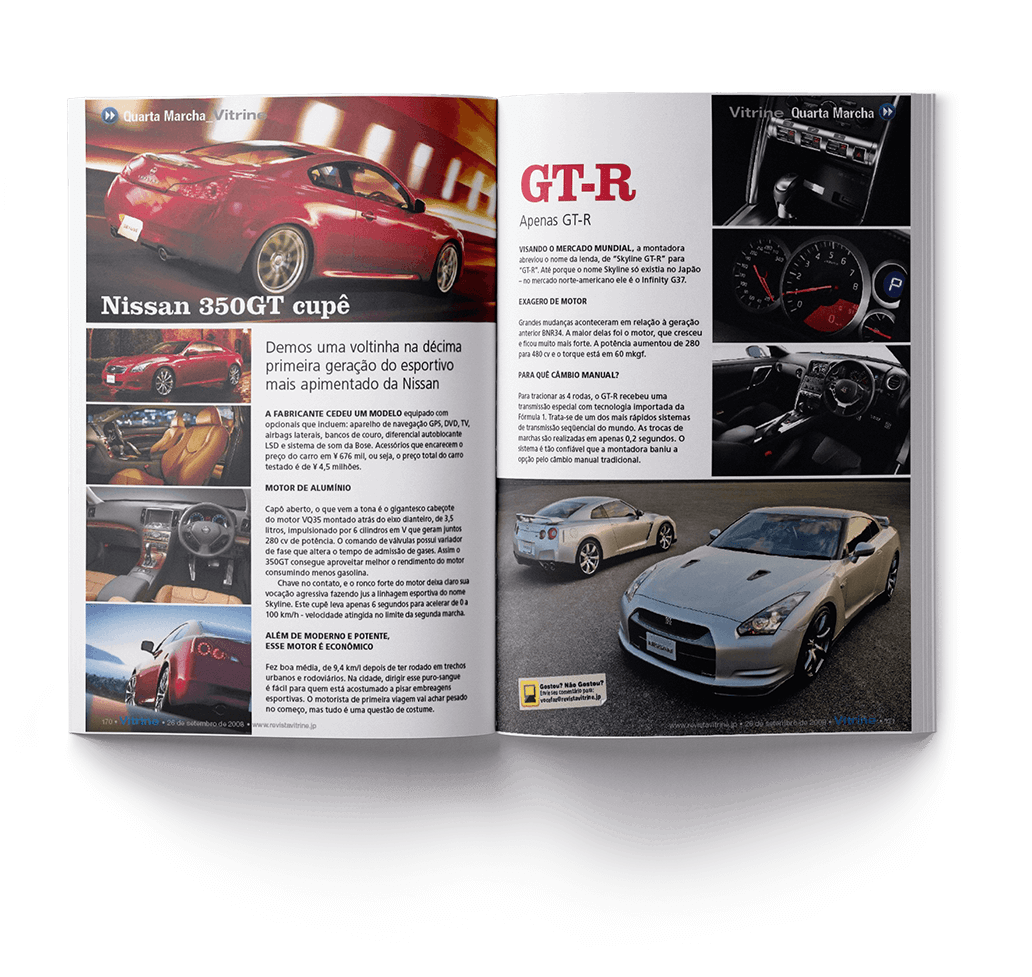 Quarta Marcha_Vitrine
Nissan 350GT cupê
Demos uma voltinha na décima
primeira geração do esportivo
mais apimentado da Nissan
A FABRICANTE CEDEU UM MODELO equipado com
opcionais que incluem: aparelho de navegação GPS, DVD, TV,
airbags laterais, bancos de couro, diferencial autoblocante
LSD e sistema de som da Bose. Acessórios que encarecem o
preço do carro em ¥ 676 mil, ou seja, o preço total do carro
testado é de ¥ 4,5 milhões.
MOTOR DE ALUMÍNIO
Capô aberto, o que vem a tona é o gigantesco cabeçote
do motor VQ35 montado atrás do eixo dianteiro, de 3,5
litros, impulsionado por 6 cilindros em V que geram juntos
280 cv de potência. O comando de válvulas possui variador
de fase que altera o tempo de admissão de gases. Assim o
350GT consegue aproveitar melhor o rendimento do motor
consumindo menos gasolina.
Chave no contato, e o ronco forte do motor deixa claro sua
vocação agressiva fazendo jus a linhagem esportiva do nome
Skyline. Este cupê leva apenas 6 segundos para acelerar de 0 a
100 km/h - velocidade atingida no limite da segunda marcha.
ALÉM DE MODERNO E POTENTE,
ESSE MOTOR É ECONÔMICO
Fez boa média, de 9,4 km/l depois de ter rodado em trechos
urbanos e rodoviários. Na cidade, dirigir esse puro-sangue
é fácil para quem está acostumado a pisar embreagens
esportivas. O motorista de primeira viagem vai achar pesado
no começo, mas tudo é uma questão de costume.
170 • Vitrine • 26 de setembro de 2008 • www.revistavitrine.jp
Vitrine Quarta Marcha
GT-R
Apenas GT-R
VISANDO O MERCADO MUNDIAL, a montadora
abreviou o nome da lenda, de "Skyline GT-R" para
"GT-R". Até porque o nome Skyline só existia no Japão
– no mercado norte-americano ele é o Infinity G37.
EXAGERO DE MOTOR
Grandes mudanças aconteceram em relação à geração
anterior BNR34. A maior delas foi o motor, que cresceu
e ficou muito mais forte. A potência aumentou de 280
para 480 cv e o torque está em 60 mkgf.
PARA QUÊ CÂMBIO MANUAL?
Para tracionar as 4 rodas, o GT-R recebeu uma
transmissão especial com tecnologia importada da
Fórmula 1. Trata-se de um dos mais rápidos sistemas
de transmissão seqüencial do mundo. As trocas de
marchas são realizadas em apenas 0,2 segundos. O
sistema é tão confiável que a montadora baniu a
opção pelo câmbio manual tradicional.
P
Gostou? Não Gostou?
Envie seu comentário para:
vocefaz@revistavitrine.jp
www.revistavitrine.jp • 26 de setembro de 2008 • Vitrine • 171